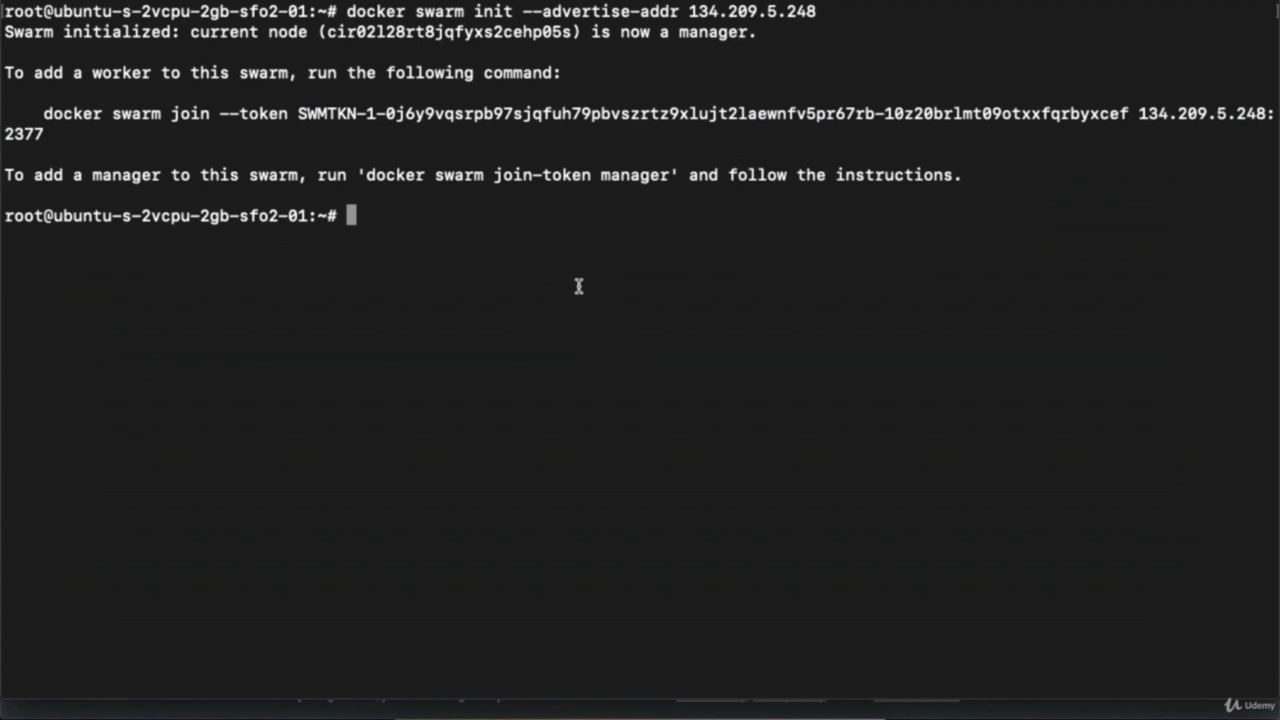 root@ubuntu-s-2vcpu-2gb-sfo2-01:~# docker swarm init --advertise-addr 134.209.5.248
Swarm initialized: current node (cir02l28rt8jqfyxs2cehp05s) is now a manager.
To add a worker to this swarm, run the following command:
docker swarm join --token SWMTKN-1-0j6y9vqsrpb97sjqfuh79pbvszrtz9xlujt2laewnfv5pr67rb-10z20brlmt09otxxfqrbyxcef 134.209.5.248:
2377
To add a manager to this swarm, run 'docker swarm join-token manager' and follow the instructions.
root@ubuntu-s-2vcpu-2gb-sfo2-01:~#
Udemy